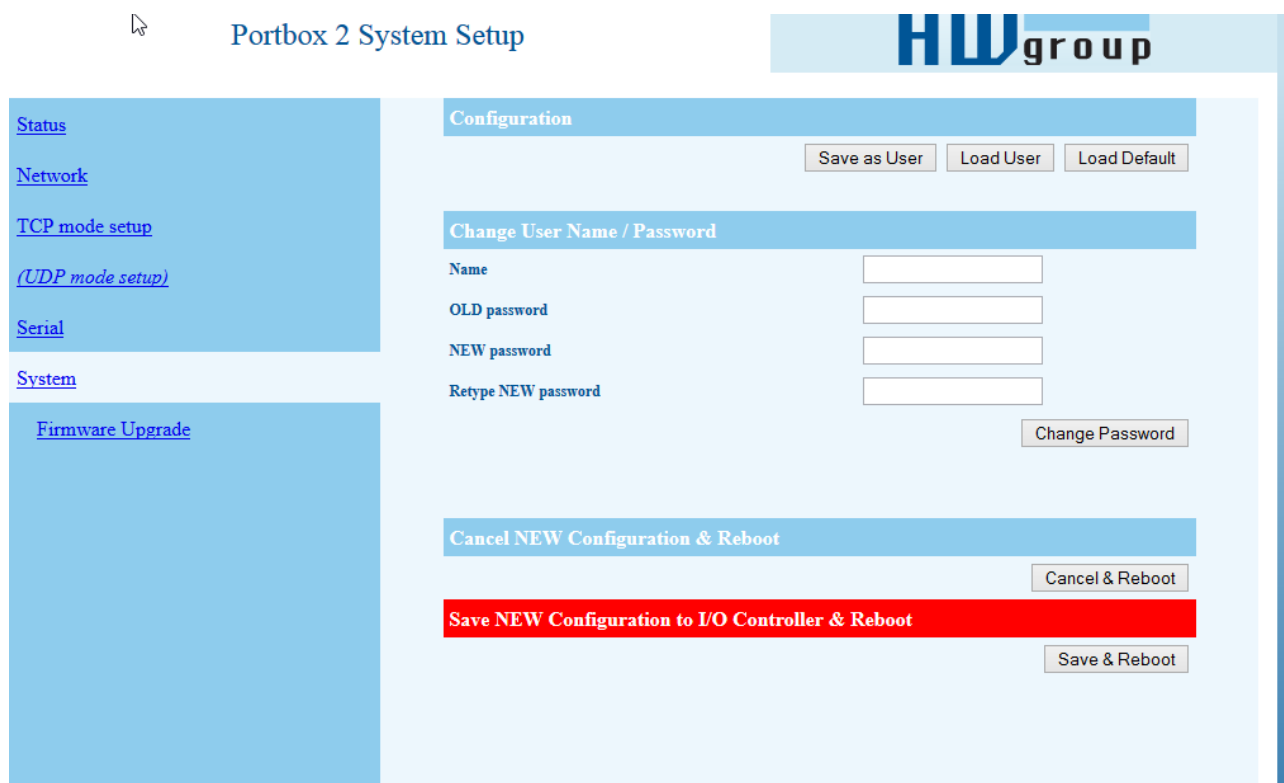 Portbox 2 System Setup
HWgroup
Status
Network
TCP mode setup
(UDP mode setup)
Serial
System
Firmware Upgrade
Configuration
Save as User Load User Load Default
Change User Name / Password
Name
OLD password
NEW password
Retype NEW password
Change Password
Cancel NEW Configuration & Reboot
Cancel & Reboot
Save NEW Configuration to I/O Controller & Reboot
Save & Reboot